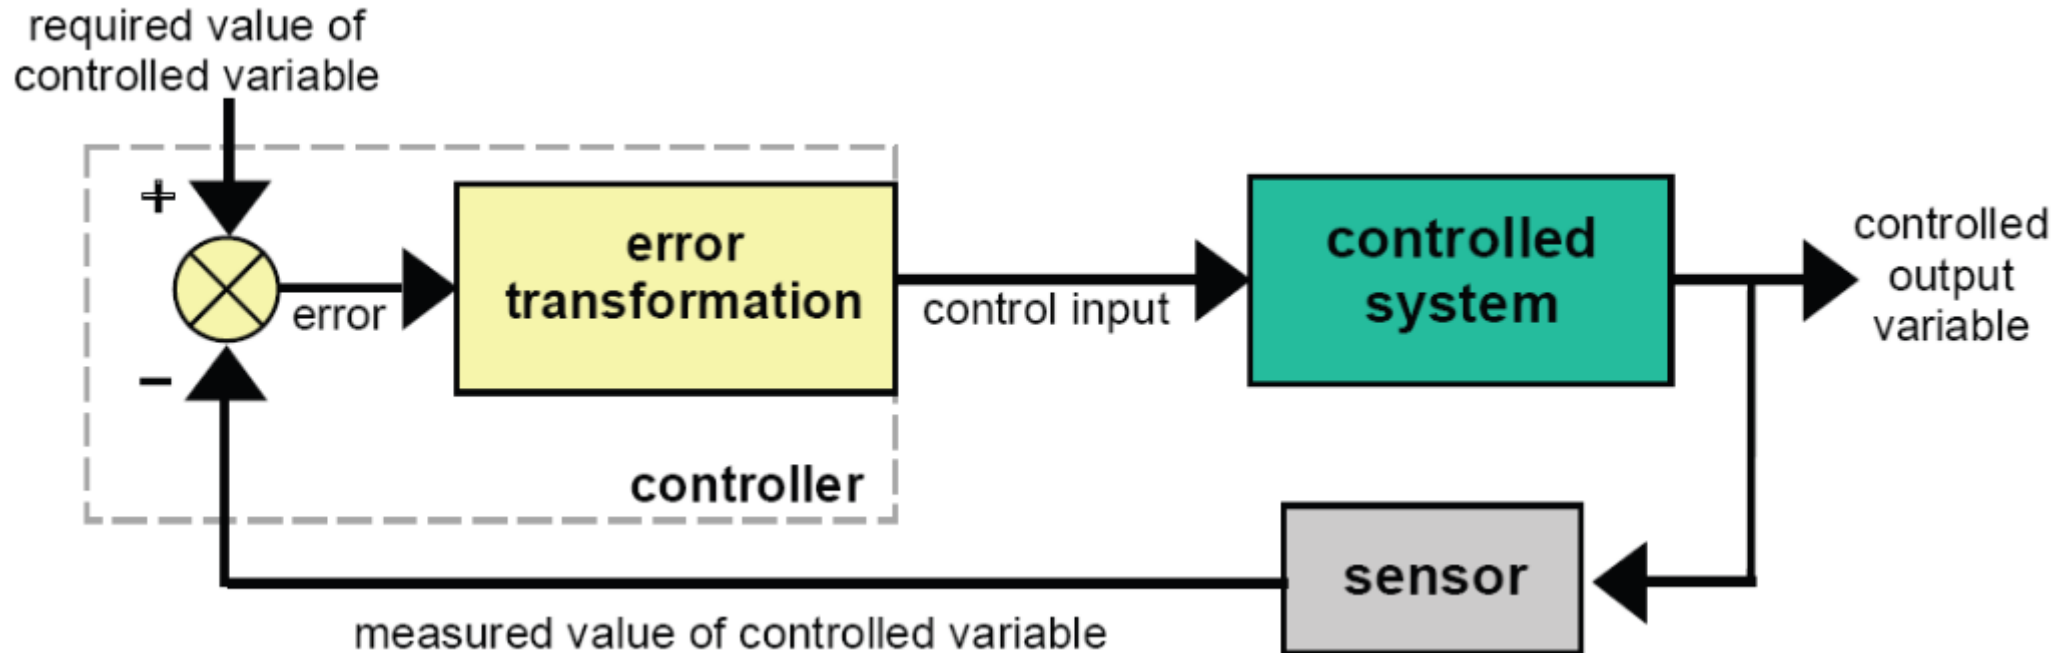 required value of
controlled variable
+
error
transformation
error
control input
controlled
system
controlled
output
variable
−
controller
sensor
measured value of controlled variable